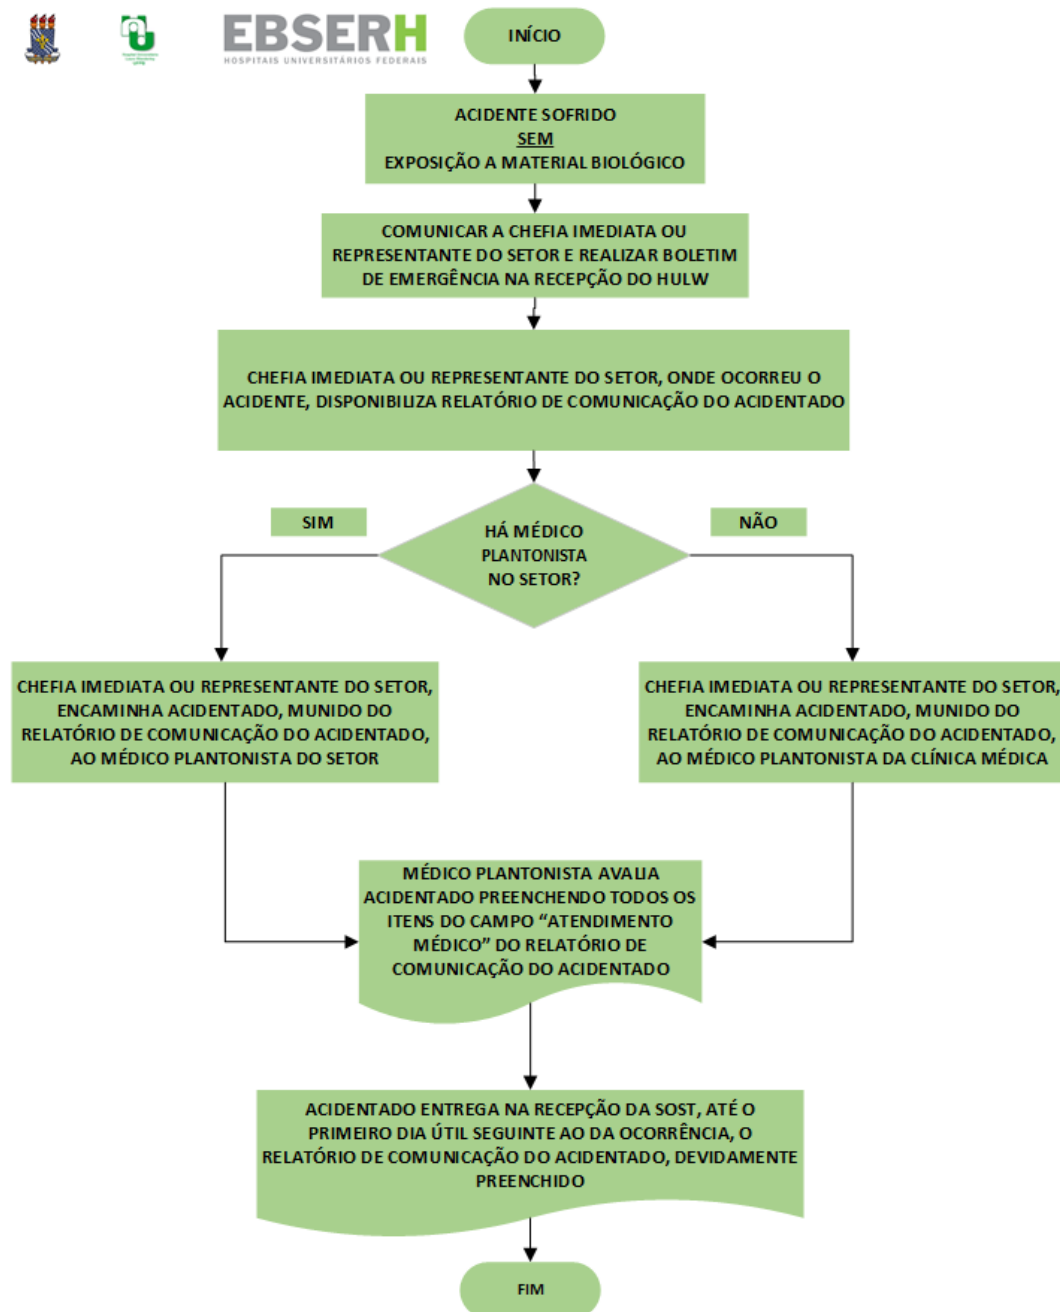 EBSERH
HOSPITAIS UNIVERSITÁRIOS FEDERAIS
INÍCIO
ACIDENTE SOFRIDO
SEM
EXPOSIÇÃO A MATERIAL BIOLÓGICO
COMUNICAR A CHEFIA IMEDIATA OU
REPRESENTANTE DO SETOR E REALIZAR BOLETIM
DE EMERGÊNCIA NA RECEPÇÃO DO HULW
CHEFIA IMEDIATA OU REPRESENTANTE DO SETOR, ONDE OCORREU O
ACIDENTE, DISPONIBILIZA RELATÓRIO DE COMUNICAÇÃO DO ACIDENTADO
HÁ MÉDICO
PLANTONISTA
NO SETOR?
SIM
NÃO
CHEFIA IMEDIATA OU REPRESENTANTE DO SETOR,
ENCAMINHA ACIDENTADO, MUNIDO DO
RELATÓRIO DE COMUNICAÇÃO DO ACIDENTADO,
AO MÉDICO PLANTONISTA DO SETOR
CHEFIA IMEDIATA OU REPRESENTANTE DO SETOR,
ENCAMINHA ACIDENTADO, MUNIDO DO
RELATÓRIO DE COMUNICAÇÃO DO ACIDENTADO,
AO MÉDICO PLANTONISTA DA CLÍNICA MÉDICA
MÉDICO PLANTONISTA AVALIA
ACIDENTADO PREENCHENDO TODOS OS
ITENS DO CAMPO “ATENDIMENTO
MÉDICO” DO RELATÓRIO DE
COMUNICAÇÃO DO ACIDENTADO
ACIDENTADO ENTREGA NA RECEPÇÃO DA SOST, ATÉ O
PRIMEIRO DIA ÚTIL SEGUINTE AO DA OCORRÊNCIA, O
RELATÓRIO DE COMUNICAÇÃO DO ACIDENTADO, DEVIDAMENTE
PREENCHIDO
FIM